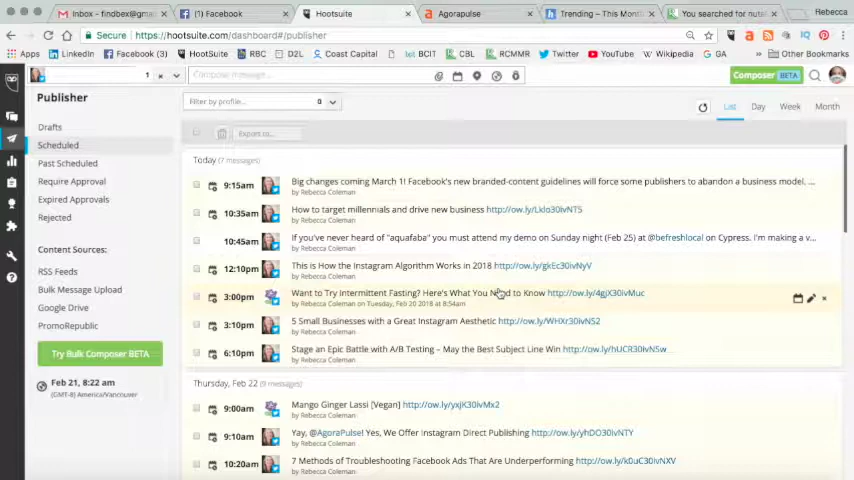 Inbox - findbex@gmai
(1) Facebook
Hootsuite
Agorapulse
Trending – This Mont
You searched for nut
Rebecca
Secure https://hootsuite.com/dashboard#/publisher
Apps
LinkedIn
Facebook (3)
HootSuite
RBC
D2L
Coast Capital
BCIT
CBL
RCMMR
Twitter
YouTube
Wikipedia
GA
Other Bookmarks
1
Compose message...
Composer BETA
Publisher
Filter by profile...
0
List
Day
Week
Month
Drafts
Scheduled
Past Scheduled
Require Approval
Expired Approvals
Rejected
Content Sources:
RSS Feeds
Bulk Message Upload
Google Drive
PromoRepublic
Try Bulk Composer BETA
Feb 21, 8:22 am
(GMT-8) America/Vancouver
Export to...
Today (7 messages)
9:15am Big changes coming March 1! Facebook's new branded-content guidelines will force some publishers to abandon a business model. ...
by Rebecca Coleman
10:35am How to target millennials and drive new business http://ow.ly/Lklo30ivNT5
by Rebecca Coleman
10:45am If you've never heard of "aquafaba" you must attend my demo on Sunday night (Feb 25) at @befreshlocal on Cypress. I'm making a v...
by Rebecca Coleman
12:10pm This is How the Instagram Algorithm Works in 2018 http://ow.ly/gkEc30ivNyV
by Rebecca Coleman
3:00pm Want to Try Intermittent Fasting? Here's What You Need to Know http://ow.ly/4gjX30ivMuc
by Rebecca Coleman on Tuesday, Feb 20 2018 at 8:54am
3:10pm 5 Small Businesses with a Great Instagram Aesthetic http://ow.ly/WHXr30ivNS2
by Rebecca Coleman
6:10pm Stage an Epic Battle with A/B Testing – May the Best Subject Line Win http://ow.ly/hUCR30ivNSw
by Rebecca Coleman
Thursday, Feb 22 (9 messages)
9:00am Mango Ginger Lassi [Vegan] http://ow.ly/yxjK30ivMx2
by Rebecca Coleman
9:10am Yay, @AgoraPulse! Yes, We Offer Instagram Direct Publishing http://ow.ly/yhDO30ivNTY
by Rebecca Coleman
10:20am 7 Methods of Troubleshooting Facebook Ads That Are Underperforming http://ow.ly/k0uC30ivNXV
by Rebecca Coleman